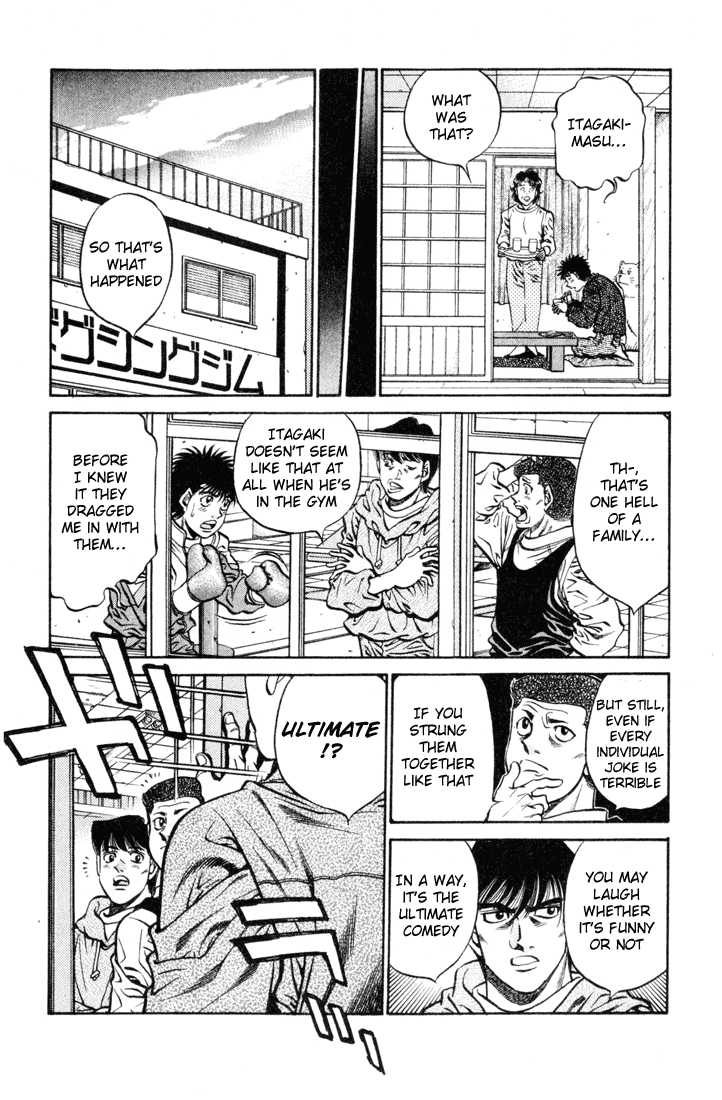 ITAGAKI-
MASU...
WHAT
WAS
THAT?
SO THAT'S
WHAT
HAPPENED
ボクシングジム
TH-,
THAT'S
ONE HELL
OF A
FAMILY...
ITAGAKI
DOESN'T SEEM
LIKE THAT AT
ALL WHEN HE'S
IN THE GYM
BEFORE
I KNEW
IT THEY
DRAGGED
ME IN WITH
THEM...
BUT STILL,
EVEN IF
EVERY
INDIVIDUAL
JOKE IS
TERRIBLE
IF YOU
STRUNG
THEM
TOGETHER
LIKE THAT
YOU MAY
LAUGH
WHETHER
IT'S FUNNY
OR NOT
IN A WAY,
IT'S THE
ULTIMATE
COMEDY
ULTIMATE
!?